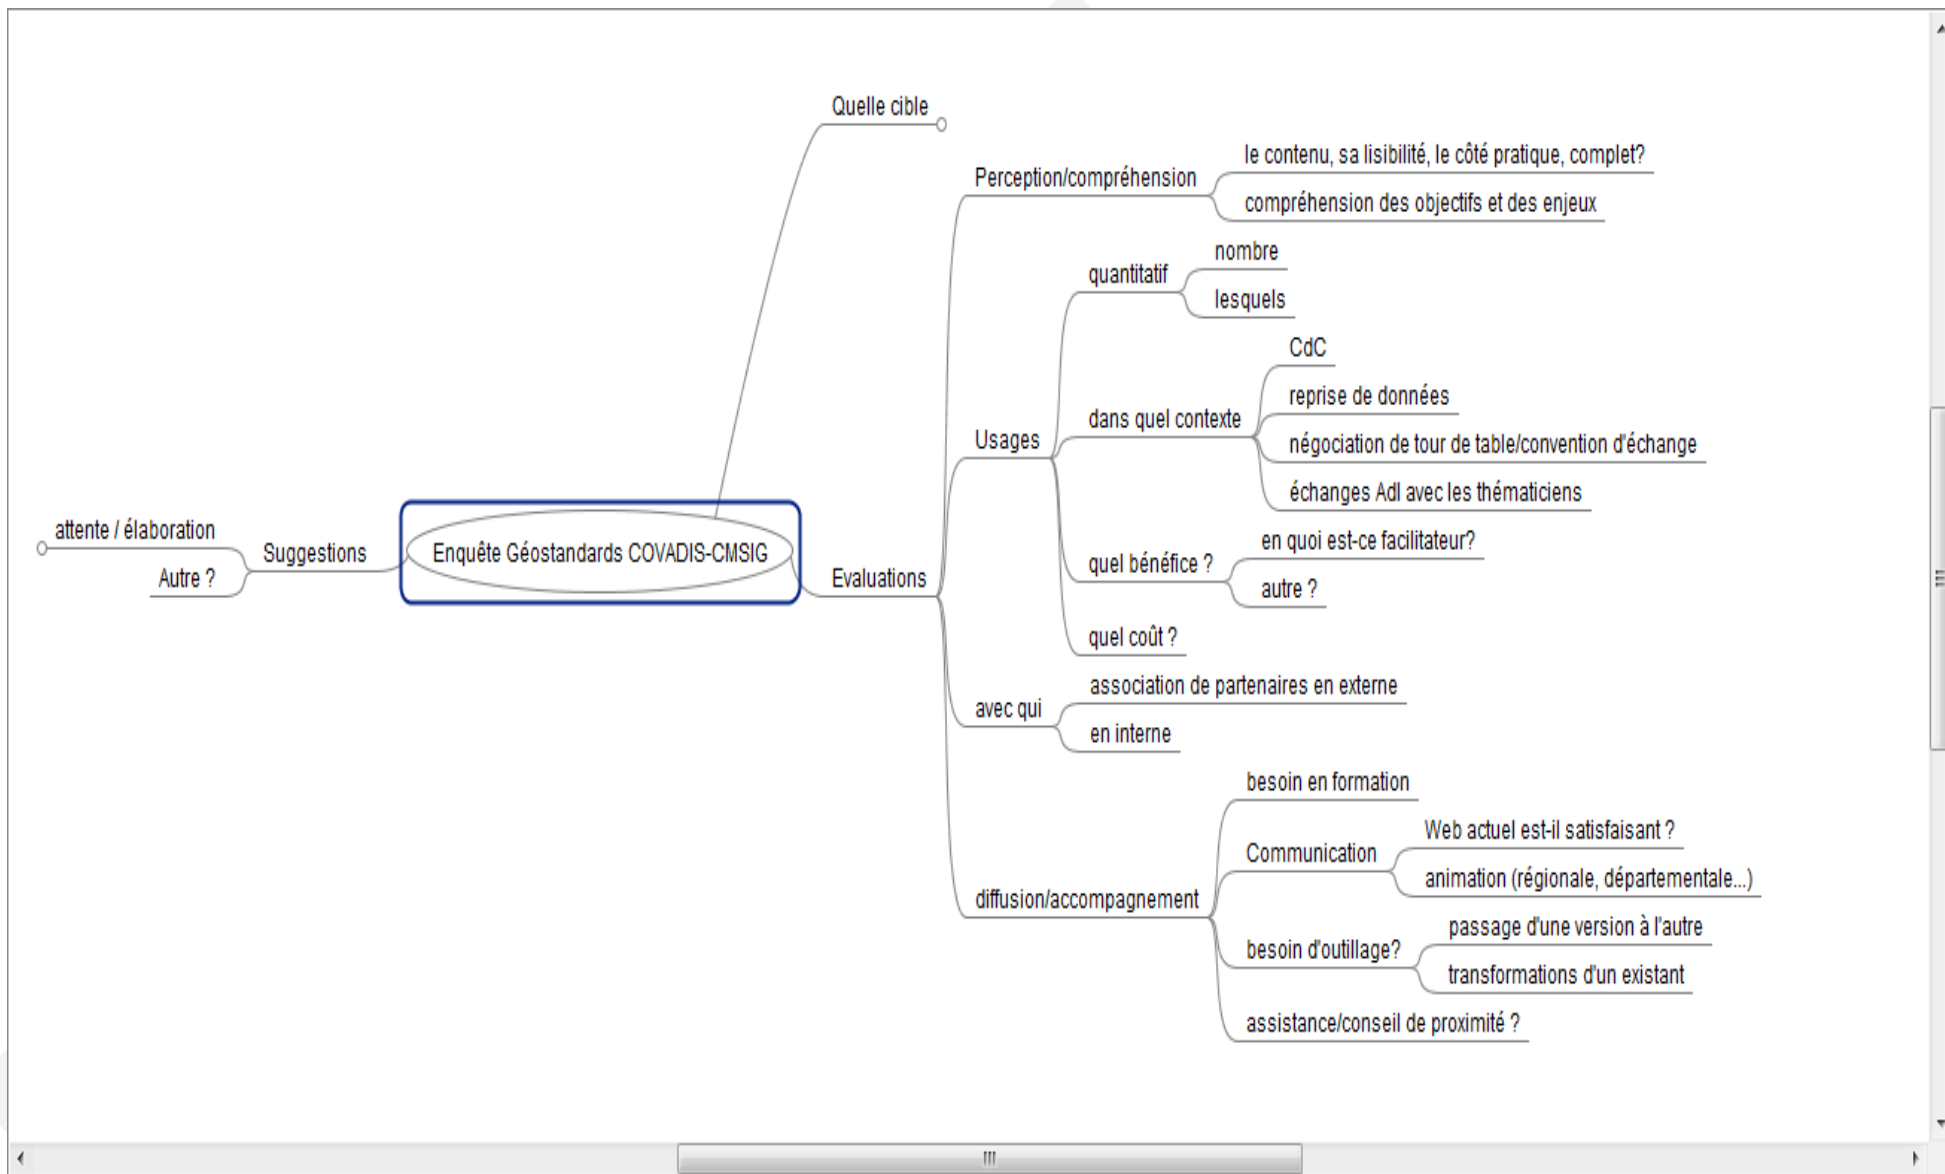 Quelle cible
Perception/compréhension
le contenu, sa lisibilité, le côté pratique, complet?
compréhension des objectifs et des enjeux
Usages
quantitatif
nombre
lesquels
dans quel contexte
CdC
reprise de données
négociation de tour de table/convention d'échange
échanges Adl avec les thématiciens
quel bénéfice ?
en quoi est-ce facilitateur?
autre ?
quel coût ?
attente / élaboration
Autre ?
Suggestions
Enquête Géostandards COVADIS-CMSIG
Evaluations
avec qui
association de partenaires en externe
en interne
diffusion/accompagnement
besoin en formation
Communication
Web actuel est-il satisfaisant ?
animation (régionale, départementale...)
besoin d'outillage?
passage d'une version à l'autre
transformations d'un existant
assistance/conseil de proximité ?